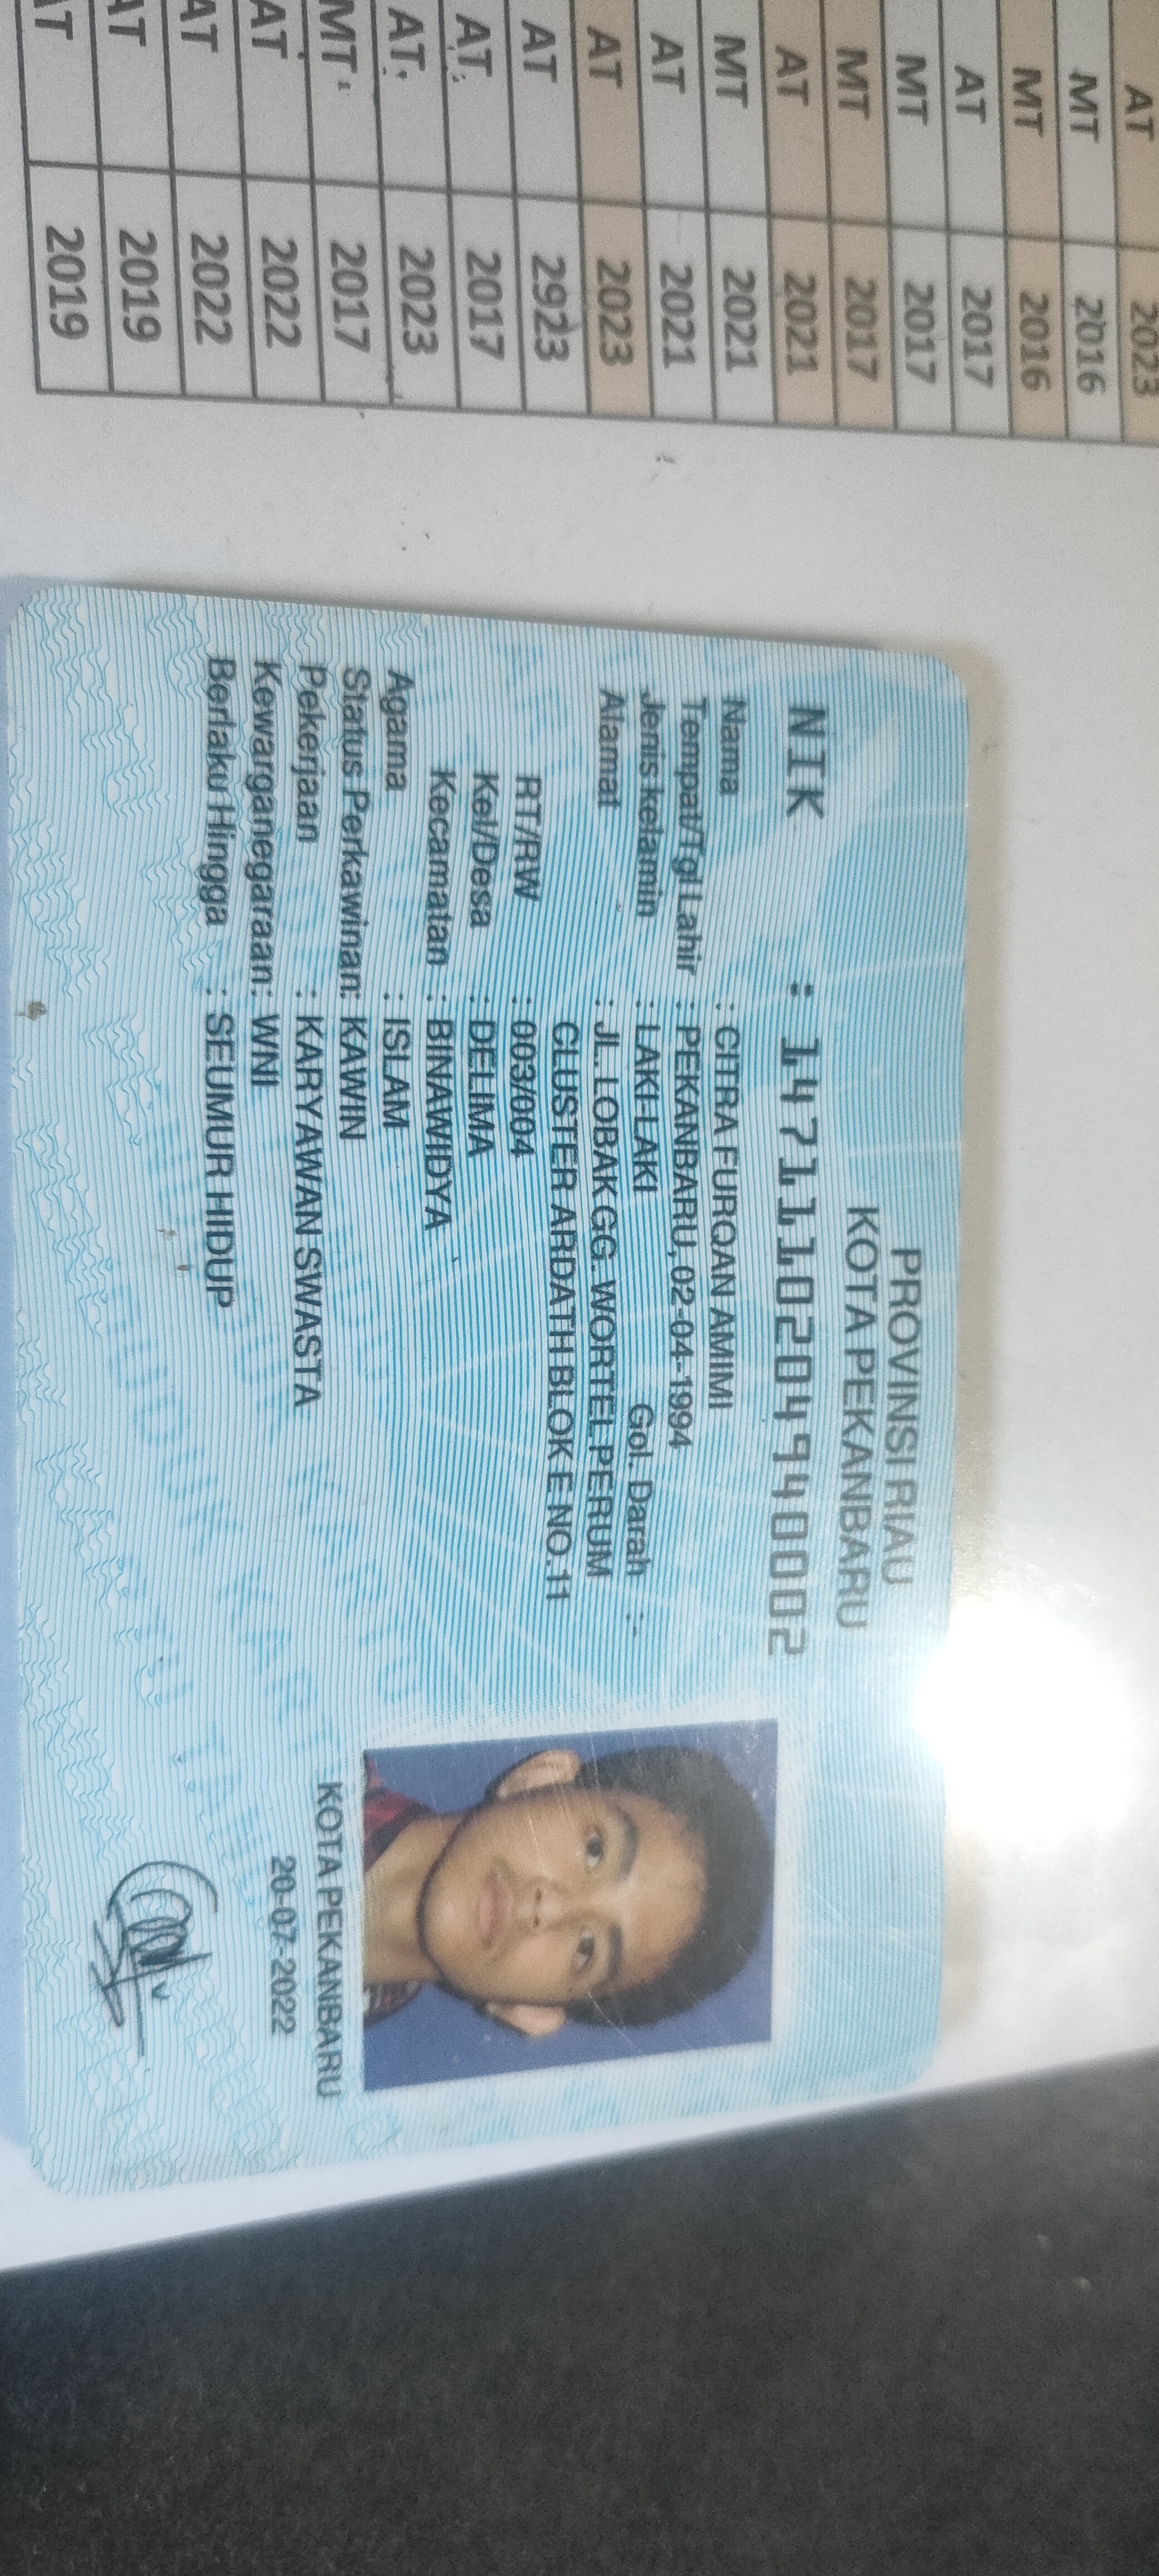 AT 2023
MT 2016
MT 2016
AT 2017
MT 2017
MT 2017
AT 2021
MT 2021
AT 2021
AT 2023
AT 2923
AT 2017
AT 2023
MT 2017
AT 2022
AT 2022
AT 2019
AT 2019
PROVINSI RIAU
KOTA PEKANBARU
NIK : 1471110204940002
Nama : CITRA FURQAN AMIMI
Tempat/Tgl Lahir : PEKANBARU, 02-04-1994
Jenis kelamin : LAKI-LAKI Gol. Darah : -
Alamat : JL. LOBAK GG. WORTEL PERUM
CLUSTER ARDATH BLOK E NO.11
RT/RW : 003/004
Kel/Desa : DELIMA
Kecamatan : BINAWIDYA
Agama : ISLAM
Status Perkawinan: KAWIN
Pekerjaan : KARYAWAN SWASTA
Kewarganegaraan: WNI
Berlaku Hingga : SEUMUR HIDUP
KOTA PEKANBARU
20-07-2022